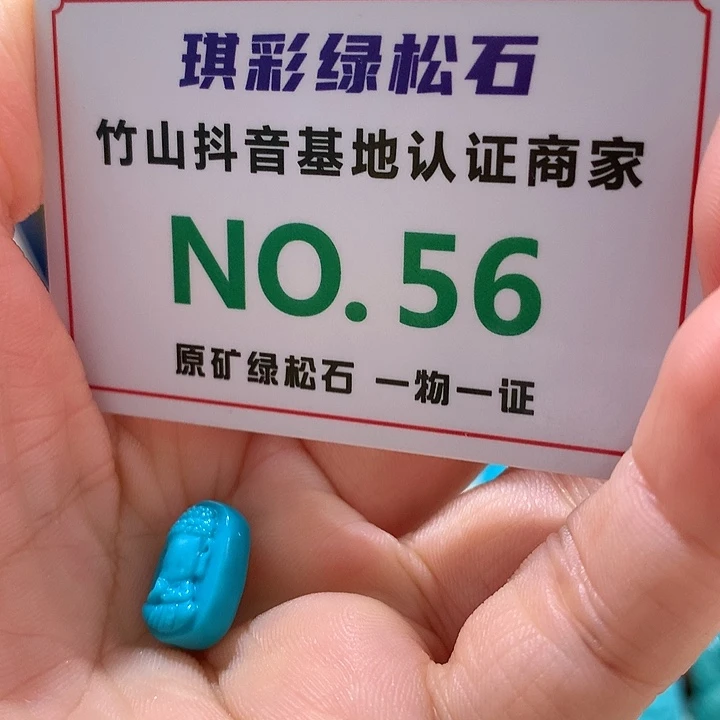 琪彩绿松石
竹山抖音基地认证商家
NO.56
原矿绿松石 一物一证